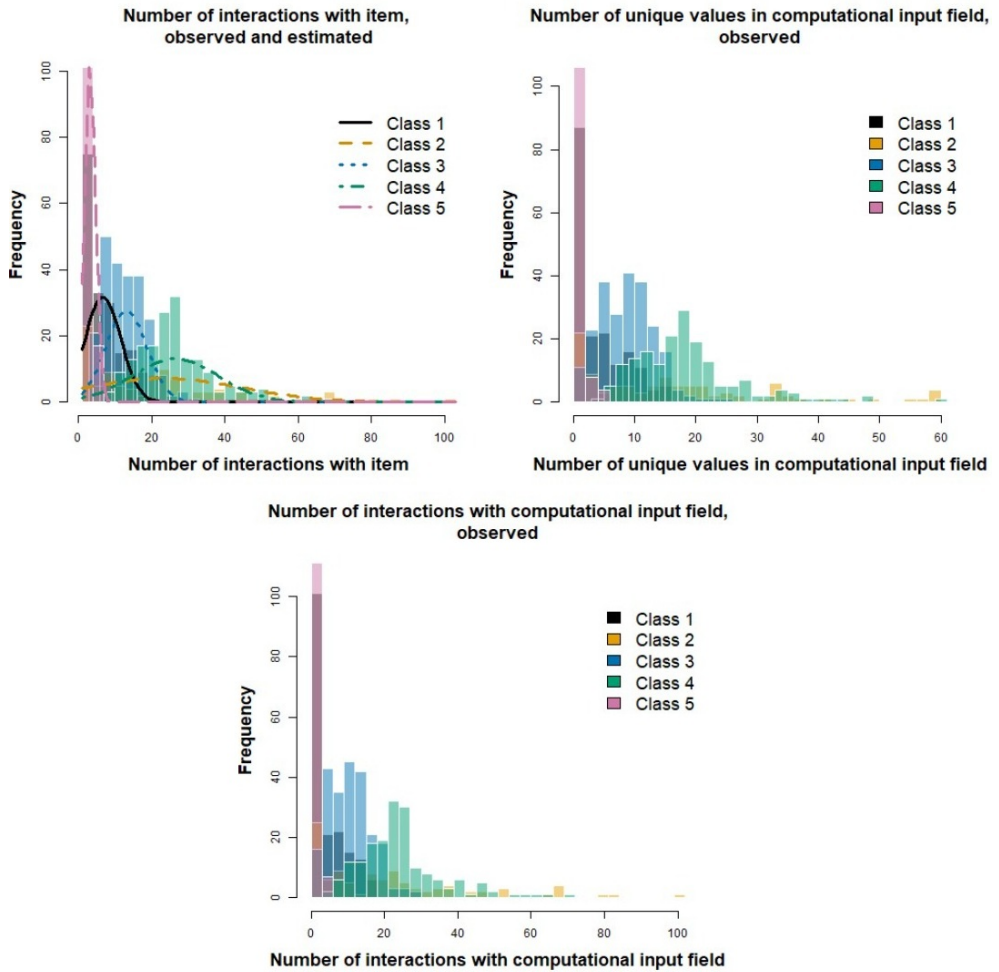 Number of interactions with item,
observed and estimated
100
80
60
40
20
0
Frequency
Class 1
Class 2
Class 3
Class 4
Class 5
0 20 40 60 80 100
Number of interactions with item
Number of unique values in computational input field,
observed
100
80
60
40
20
0
Frequency
Class 1
Class 2
Class 3
Class 4
Class 5
0 10 20 30 40 50 60
Number of unique values in computational input field
Number of interactions with computational input field,
observed
100
80
60
40
20
0
Frequency
Class 1
Class 2
Class 3
Class 4
Class 5
0 20 40 60 80 100
Number of interactions with computational input field